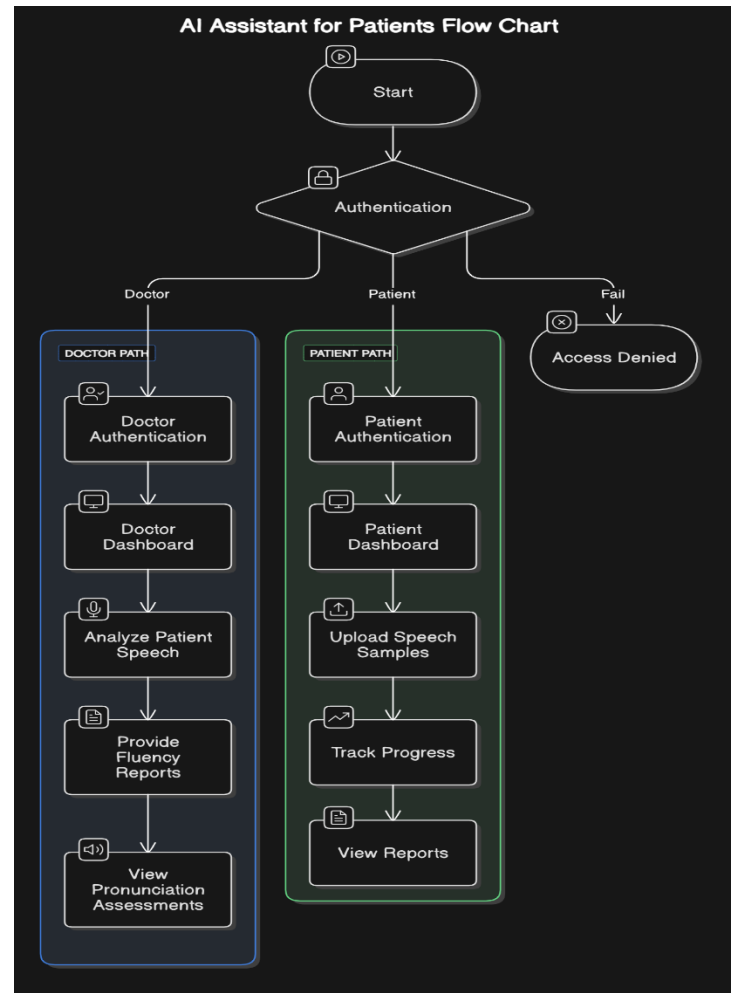 AI Assistant for Patients Flow Chart
Start
Authentication
Doctor
Patient
Fail
Access Denied
DOCTOR PATH
Doctor
Authentication
Doctor
Dashboard
Analyze Patient
Speech
Provide
Fluency
Reports
View
Pronunciation
Assessments
PATIENT PATH
Patient
Authentication
Patient
Dashboard
Upload Speech
Samples
Track Progress
View Reports